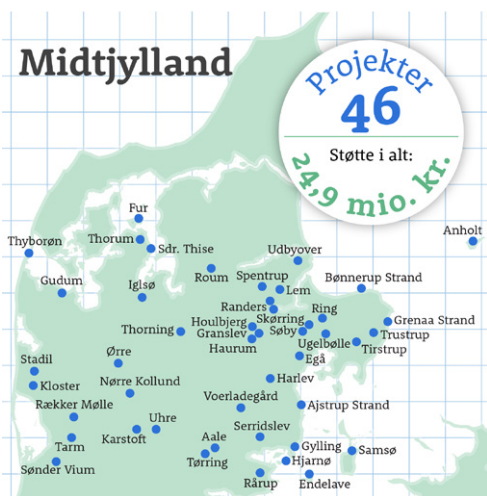 Midtjylland
Projekter
46
Støtte i alt:
24,9 mio. kr.
Fur
Thyborøn
Thorum
Sdr. Thise
Anholt
Udbyover
Roum
Spentrup
Bønnerup Strand
Gudum
Iglsø
Lem
Randers
Ring
Skørring
Grenaa Strand
Thorning
Houlbjerg
Søby
Trustrup
Granslev
Ugelbølle
Haurum
Tirstrup
Ørre
Egå
Stadil
Kloster
Nørre Kollund
Harlev
Voerladegård
Rækker Mølle
Ajstrup Strand
Uhre
Serridslev
Karstoft
Aale
Tarm
Gylling
Samsø
Tørring
Hjarnø
Sønder Vium
Rårup
Endelave